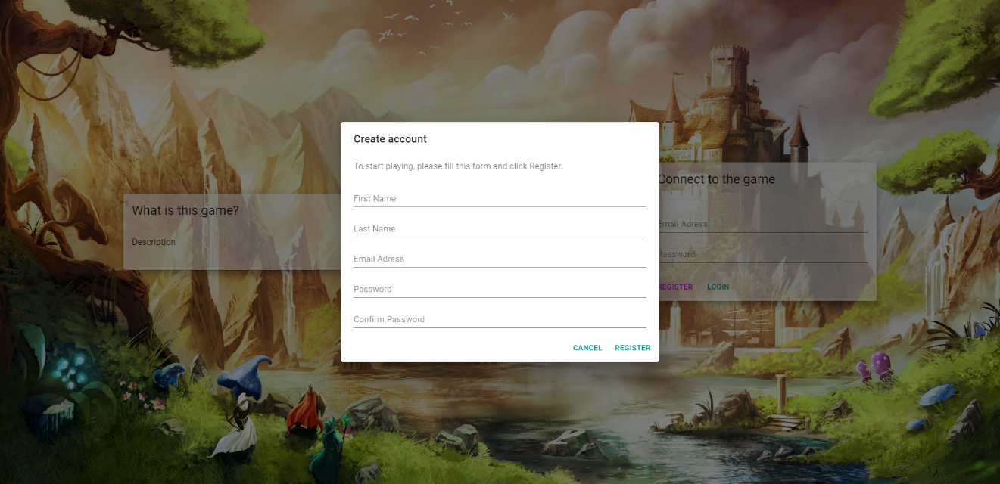 What is this game?
Description
Create account
To start playing, please fill this form and click Register.
First Name
Last Name
Email Adress
Password
Confirm Password
CANCEL REGISTER
Connect to the game
Email Adress
Password
REGISTER LOGIN